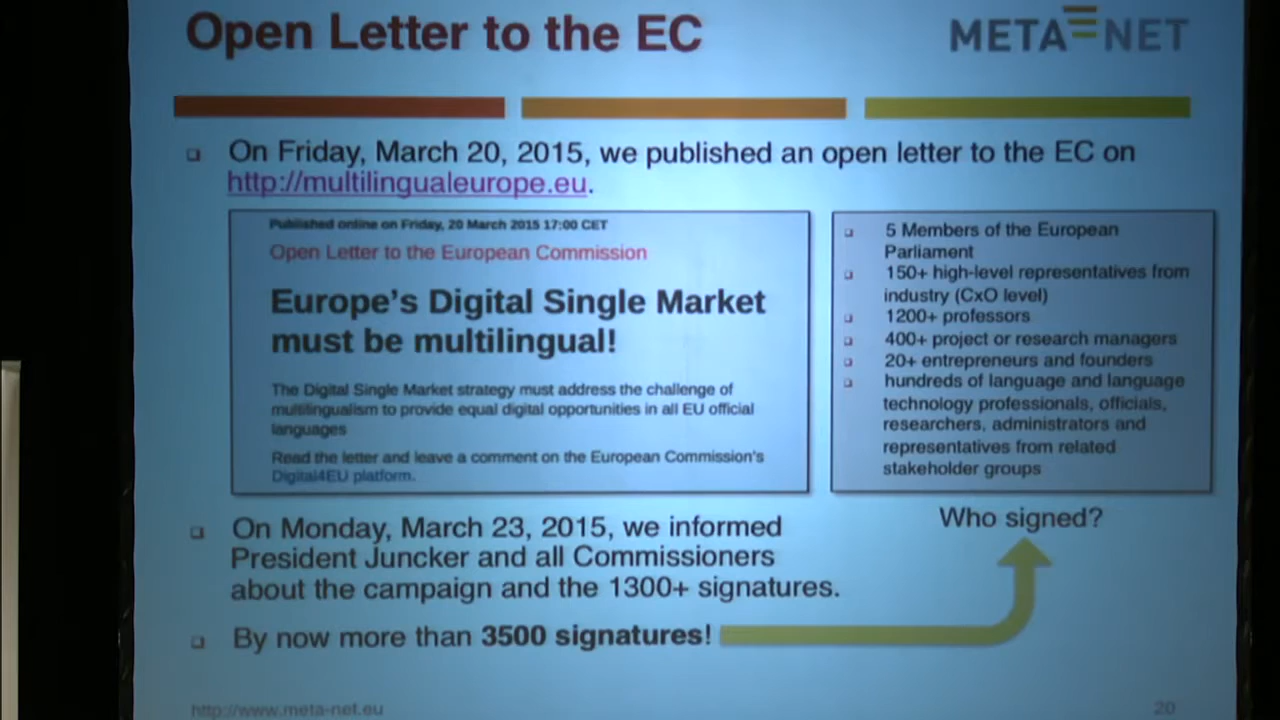 Open Letter to the EC
META NET
On Friday, March 20, 2015, we published an open letter to the EC on
http://multilingualeurope.eu.
Published online on Friday, 20 March 2015 17:00 CET
Open Letter to the European Commission
Europe's Digital Single Market
must be multilingual!
The Digital Single Market strategy must address the challenge of
multilingualism to provide equal digital opportunities in all EU official
languages
Read the letter and leave a comment on the European Commission's
Digital4EU platform.
5 Members of the European
Parliament
150+ high-level representatives from
industry (CxO level)
1200+ professors
400+ project or research managers
20+ entrepreneurs and founders
hundreds of language and language
technology professionals, officials,
researchers, administrators and
representatives from related
stakeholder groups
Who signed?
On Monday, March 23, 2015, we informed
President Juncker and all Commissioners
about the campaign and the 1300+ signatures.
By now more than 3500 signatures!
http://www.meta-net.eu
20